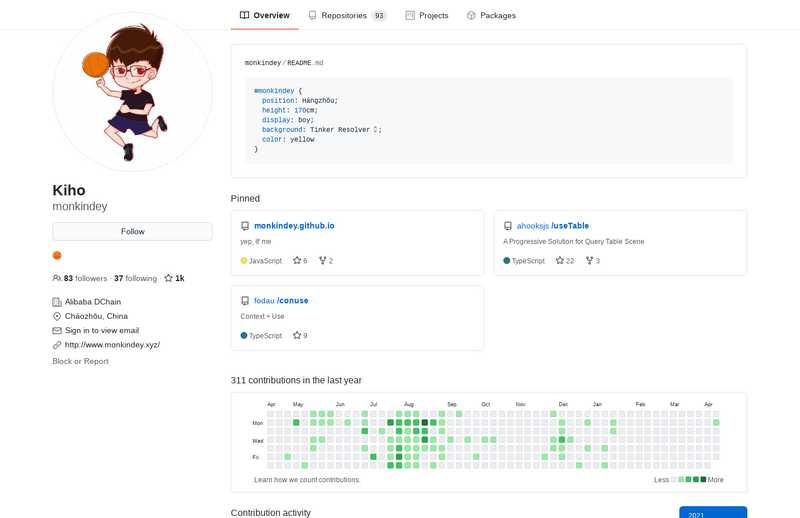 Overview Repositories 93 Projects Packages
monkindey / README.md
#monkindey {
position: Hángzhōu;
height: 170cm;
display: boy;
background: Tinker Resolver ;
color: yellow
}
Kiho
monkindey
Follow
83 followers · 37 following · 1k
Alibaba DChain
Cháozhōu, China
Sign in to view email
http://www.monkindey.xyz/
Block or Report
Pinned
monkindey.github.io
yep, it' me
JavaScript 6 2
ahooksjs /useTable
A Progressive Solution for Query Table Scene
TypeScript 22 3
fodau /conuse
Context + Use
TypeScript 9
311 contributions in the last year
Apr May Jun Jul Aug Sep Oct Nov Dec Jan Feb Mar Apr
Mon
Wed
Fri
Learn how we count contributions.
Less More
Contribution activity
2021